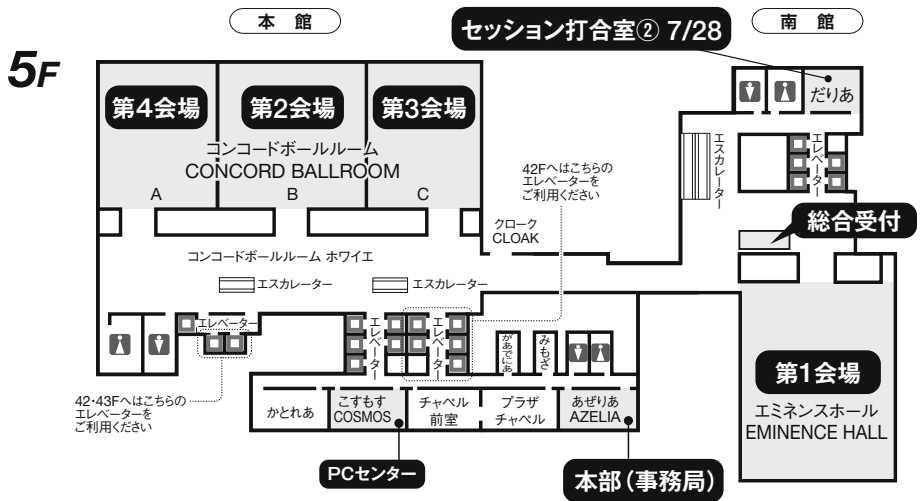 本 館
セッション打合室② 7/28
南 館
5F
第4会場
第2会場
第3会場
だりあ
コンコードボールルーム
CONCORD BALLROOM
A
B
C
エスカレーター
エレベーター
42Fへはこちらの
エレベーターを
ご利用ください
クローク
CLOAK
総合受付
コンコードボールルーム ホワイエ
エスカレーター
エスカレーター
エレベーター
エレベーター
エレベーター
があでにあ
みもざ
第1会場
エミネンスホール
EMINENCE HALL
42・43Fへはこちらの
エレベーターを
ご利用ください
かとれあ
こすもす
COSMOS
チャペル
前室
プラザ
チャペル
あぜりあ
AZELIA
PCセンター
本部（事務局）